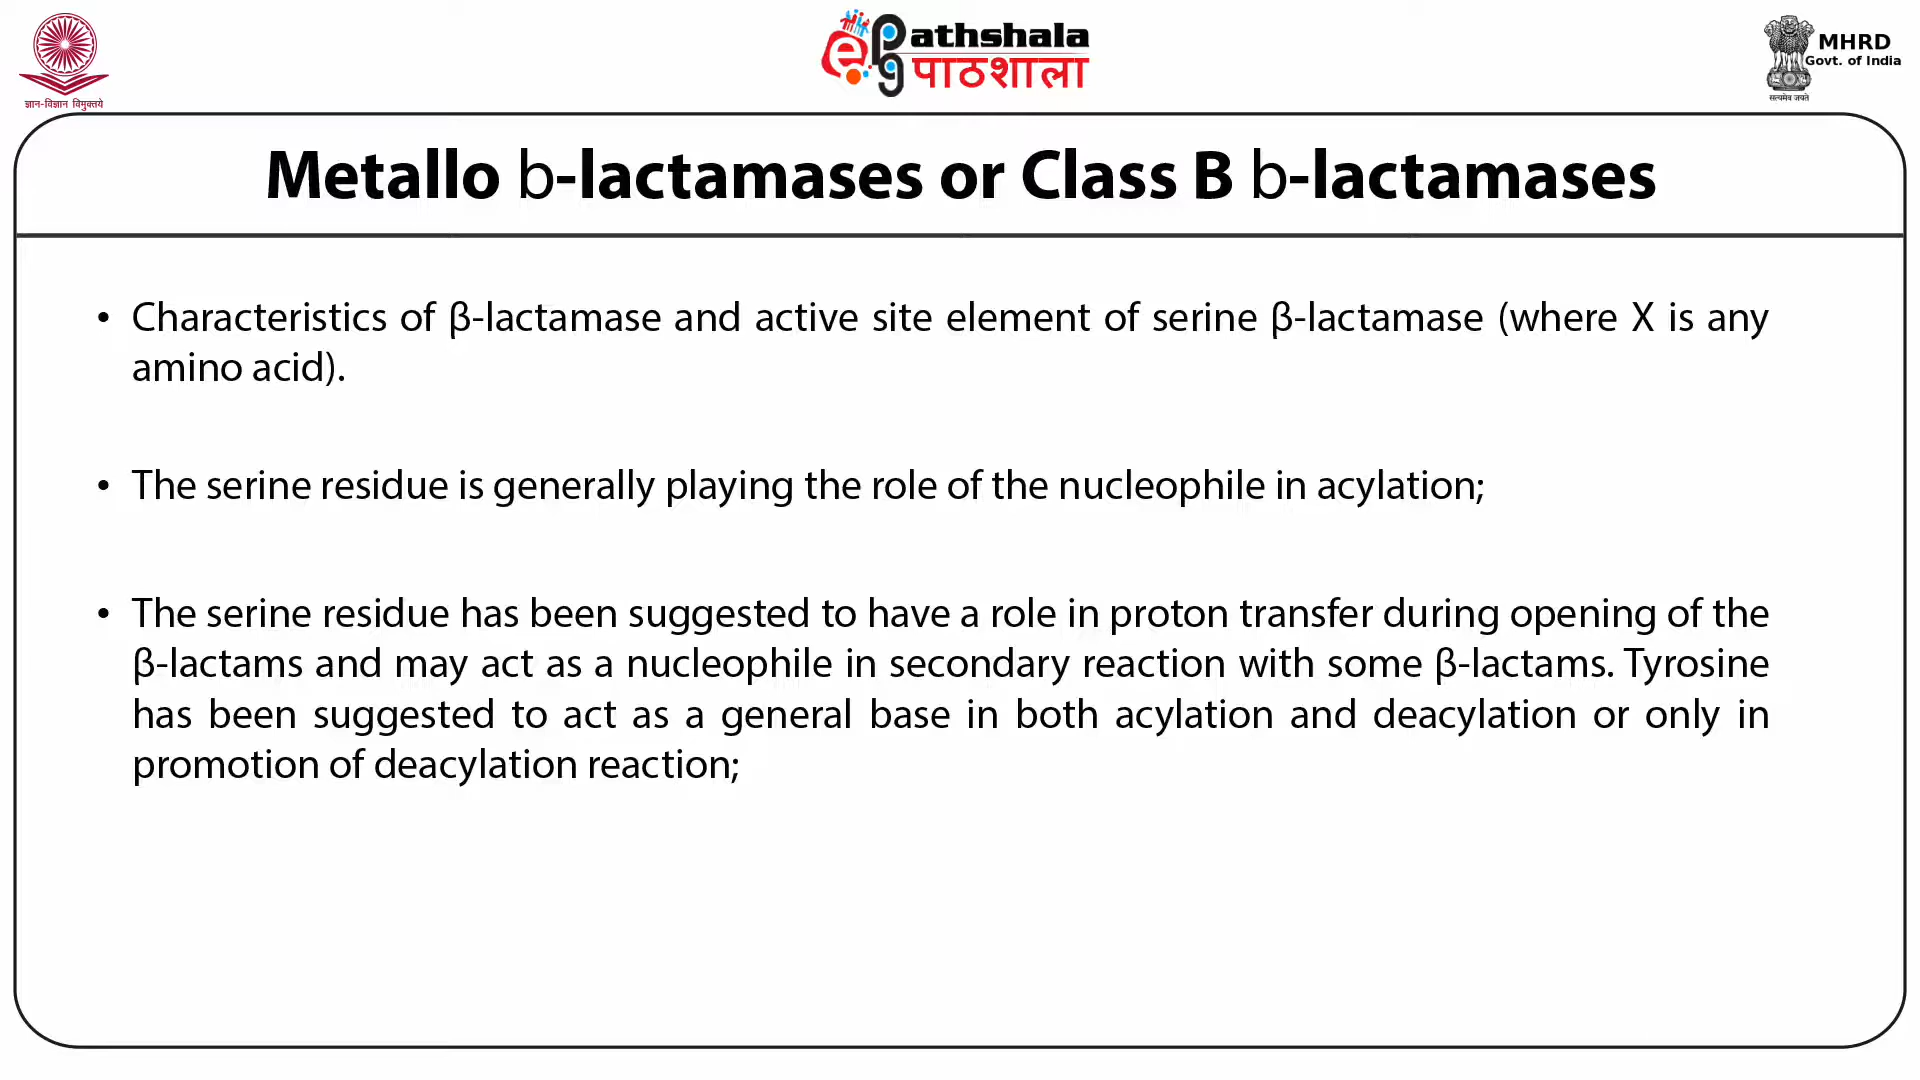 ज्ञान-विज्ञान विमुक्तये
ePathshala
पाठशाला
MHRD
Govt. of India
सत्यमेव जयते
Metallo b-lactamases or Class B b-lactamases
• Characteristics of β-lactamase and active site element of serine β-lactamase (where X is any
amino acid).
• The serine residue is generally playing the role of the nucleophile in acylation;
• The serine residue has been suggested to have a role in proton transfer during opening of the
β-lactams and may act as a nucleophile in secondary reaction with some β-lactams. Tyrosine
has been suggested to act as a general base in both acylation and deacylation or only in
promotion of deacylation reaction;